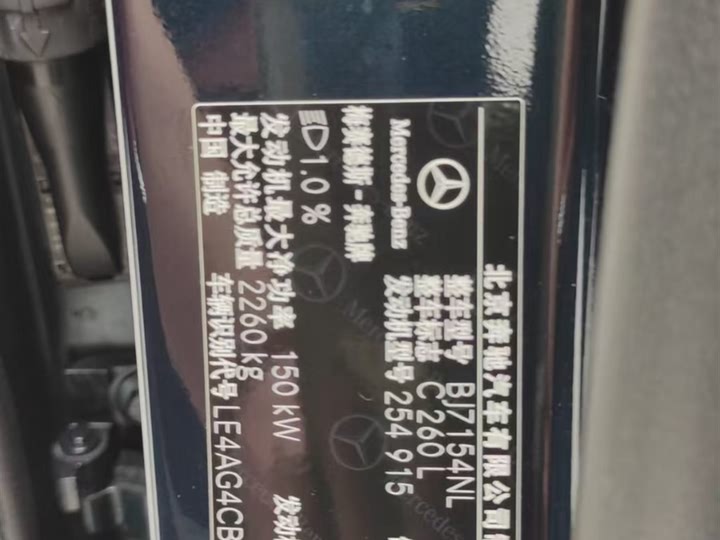 北京奔驰汽车有限公司
Mercedes-Benz
梅赛德斯-奔驰牌
整车型号 BJ7154NL
整车标志 C 260 L
发动机型号 254 915
1.0 %
发动机最大净功率 150 kW
发动
最大允许总质量 2260 kg
中国 制造
车辆识别代号 LE4AG4CB